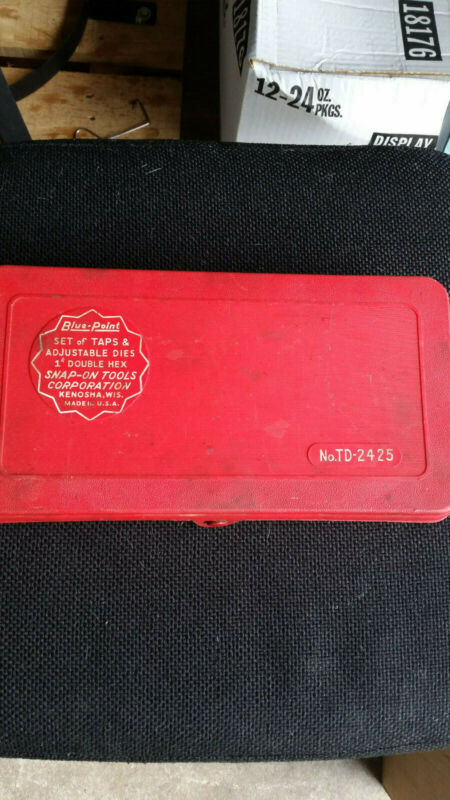 18176
12-24 OZ.
PKGS.
DISPLAY
Blue-Point
SET of TAPS &
ADJUSTABLE DIES
1" DOUBLE HEX
SNAP-ON TOOLS
CORPORATION
KENOSHA, WIS.
MADE IN U.S.A.
No. TD-2425